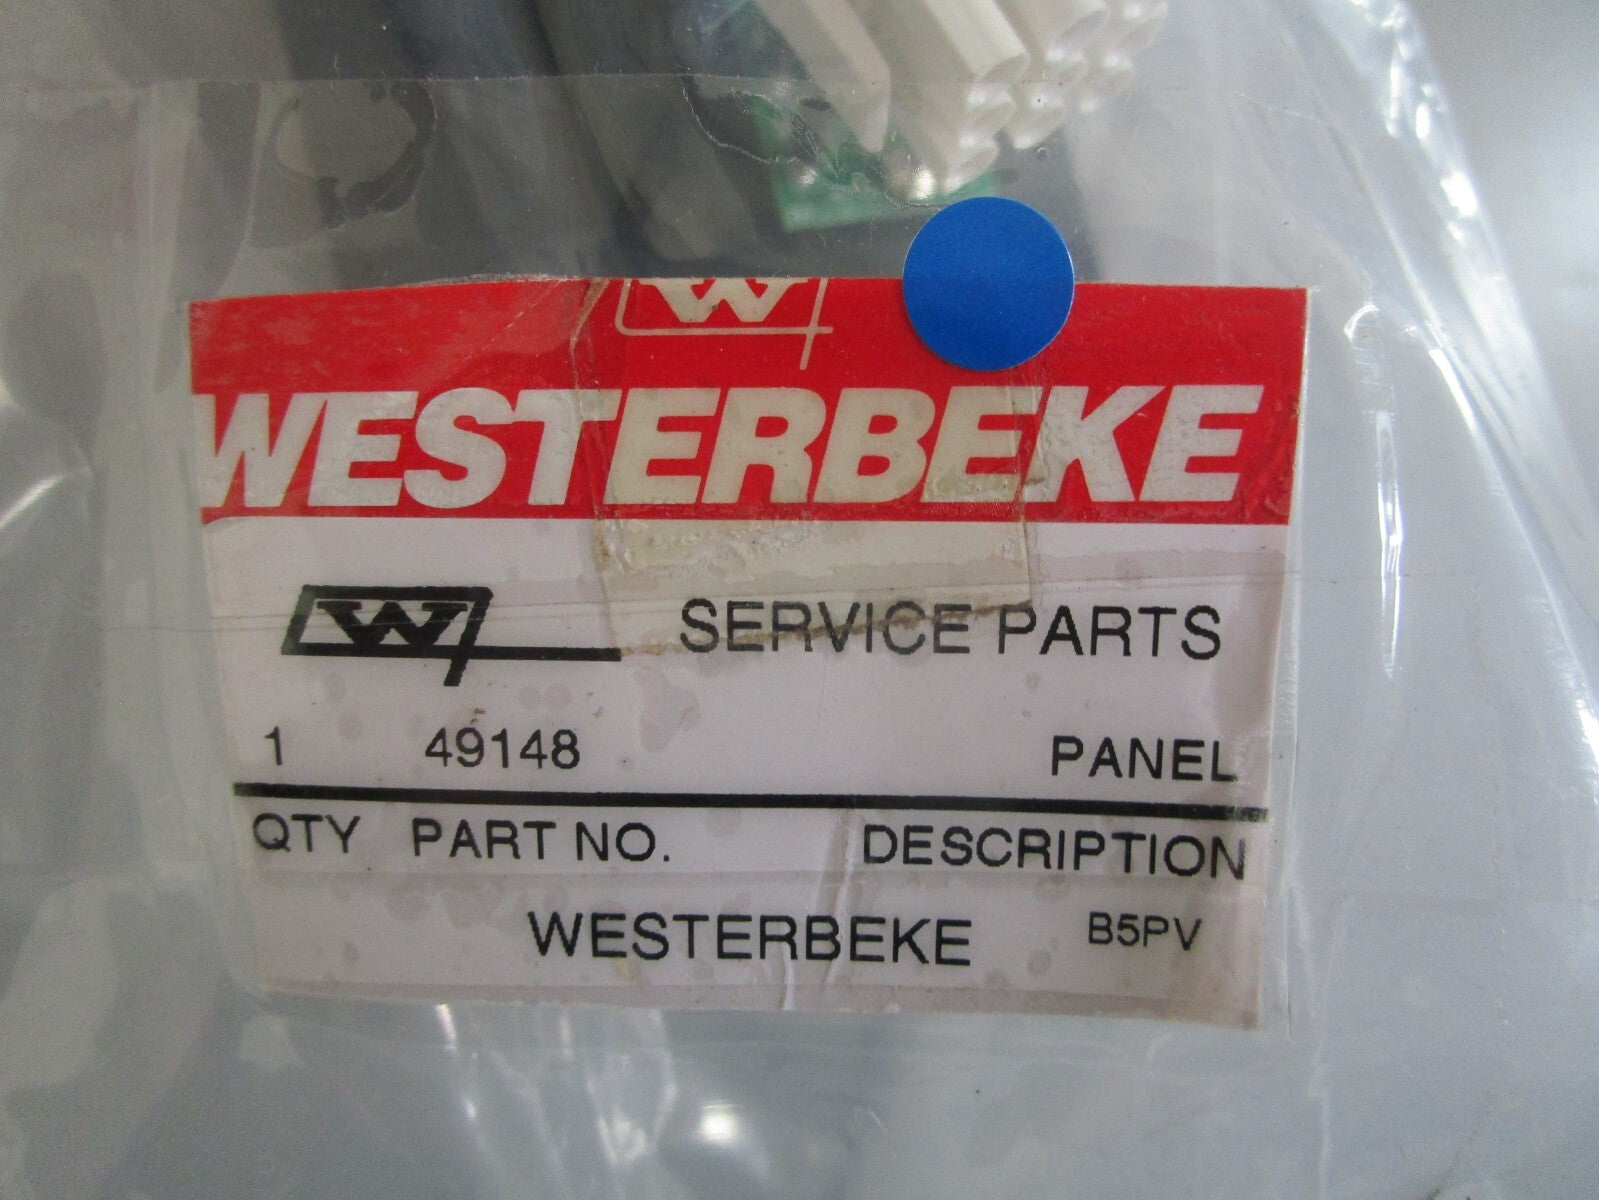 W
WESTERBEKE
W SERVICE PARTS
1 49148 PANEL
QTY PART NO. DESCRIPTION
WESTERBEKE B5PV